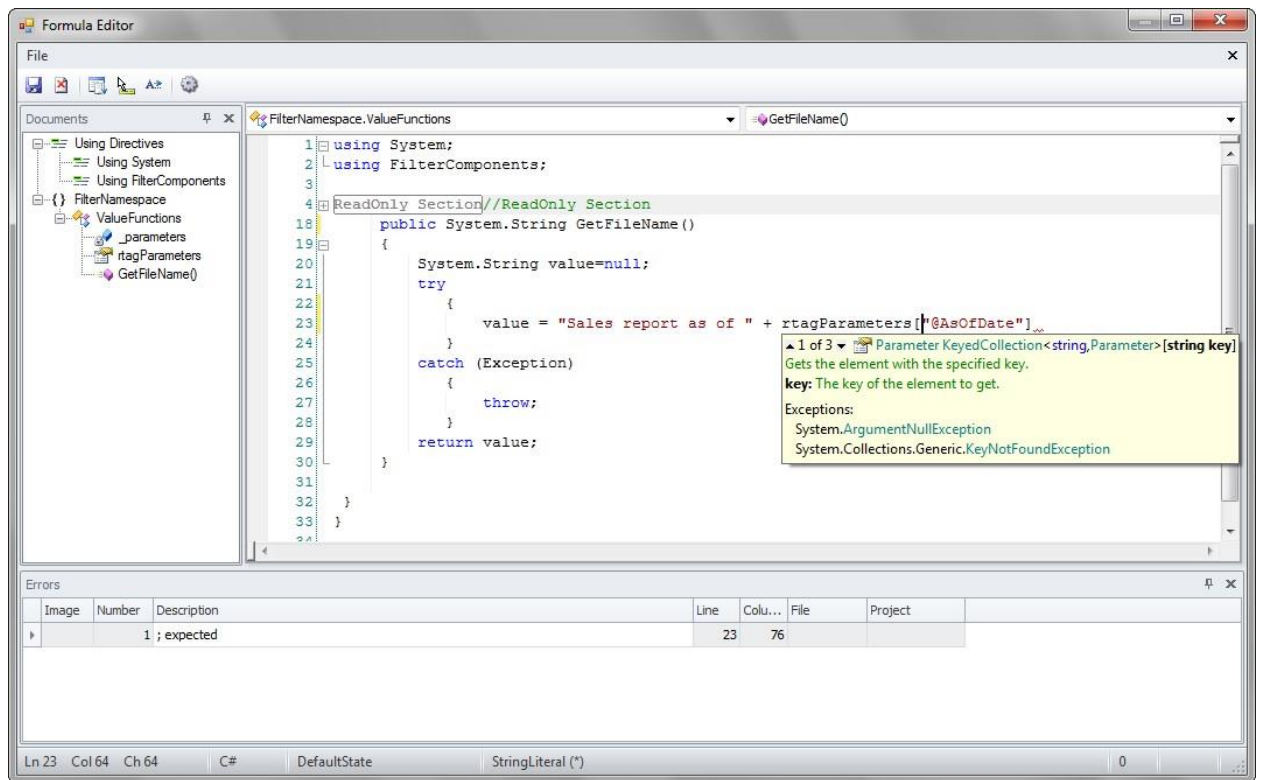 Formula Editor
File
Documents
Using Directives
Using System
Using FilterComponents
{} FilterNamespace
ValueFunctions
_parameters
rtagParameters
GetFileName()
FilterNamespace.ValueFunctions GetFileName()
1 using System;
2 using FilterComponents;
3
4 ReadOnly Section//ReadOnly Section
18 public System.String GetFileName()
19 {
20 System.String value=null;
21 try
22 {
23 value = "Sales report as of " + rtagParameters["@AsOfDate"]
24 }
25 catch (Exception)
26 {
27 throw;
28 }
29 return value;
30 }
31
32 }
33 }
34
1 of 3 Parameter KeyedCollection<string,Parameter>[string key]
Gets the element with the specified key.
key: The key of the element to get.
Exceptions:
System.ArgumentNullException
System.Collections.Generic.KeyNotFoundException
Errors
Image Number Description Line Colu... File Project
1 ; expected 23 76
Ln 23 Col 64 Ch 64 C# DefaultState StringLiteral (*) 0